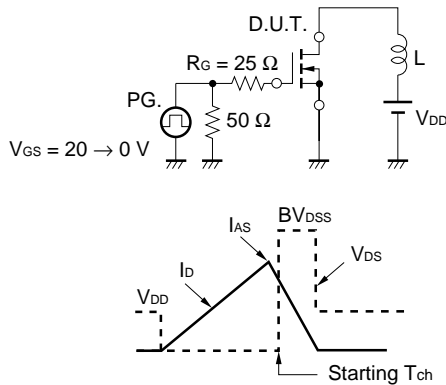 D.U.T.
RG = 25 Ω
L
PG.
50 Ω
VDD
VGS = 20 → 0 V
BVDSS
IAS
ID
VDS
VDD
Starting Tch